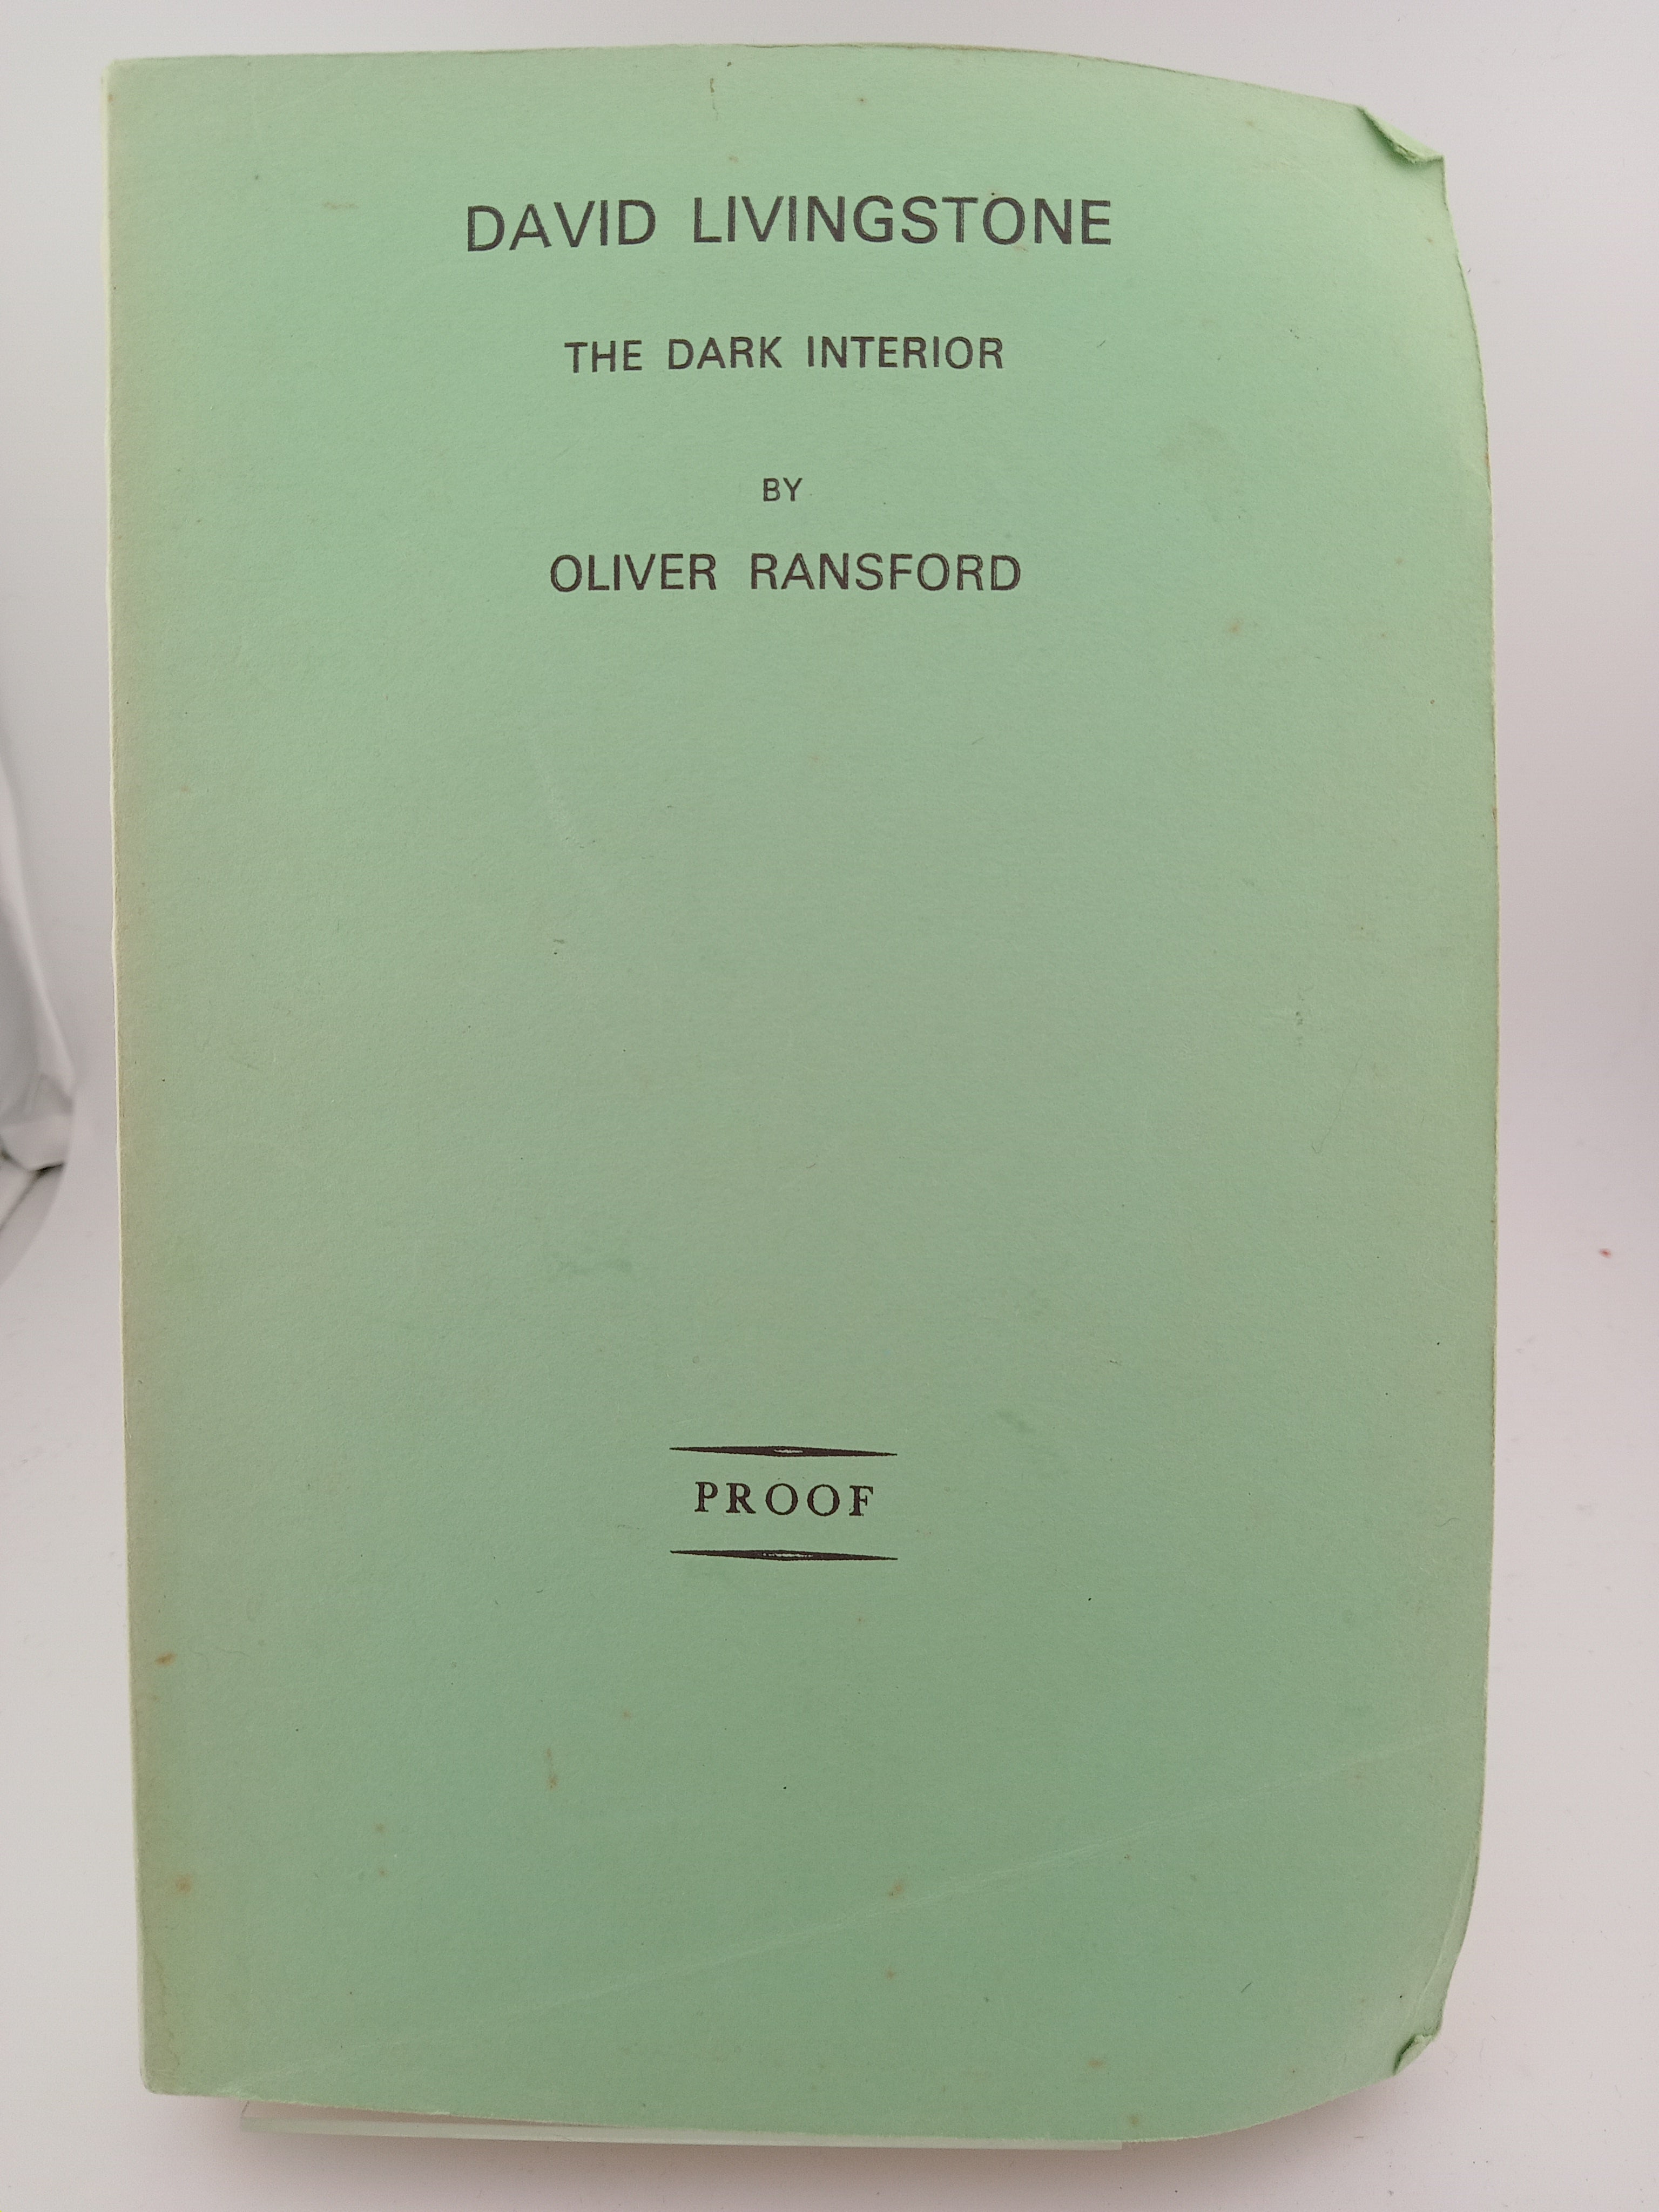 DAVID LIVINGSTONE
THE DARK INTERIOR
BY
OLIVER RANSFORD
PROOF